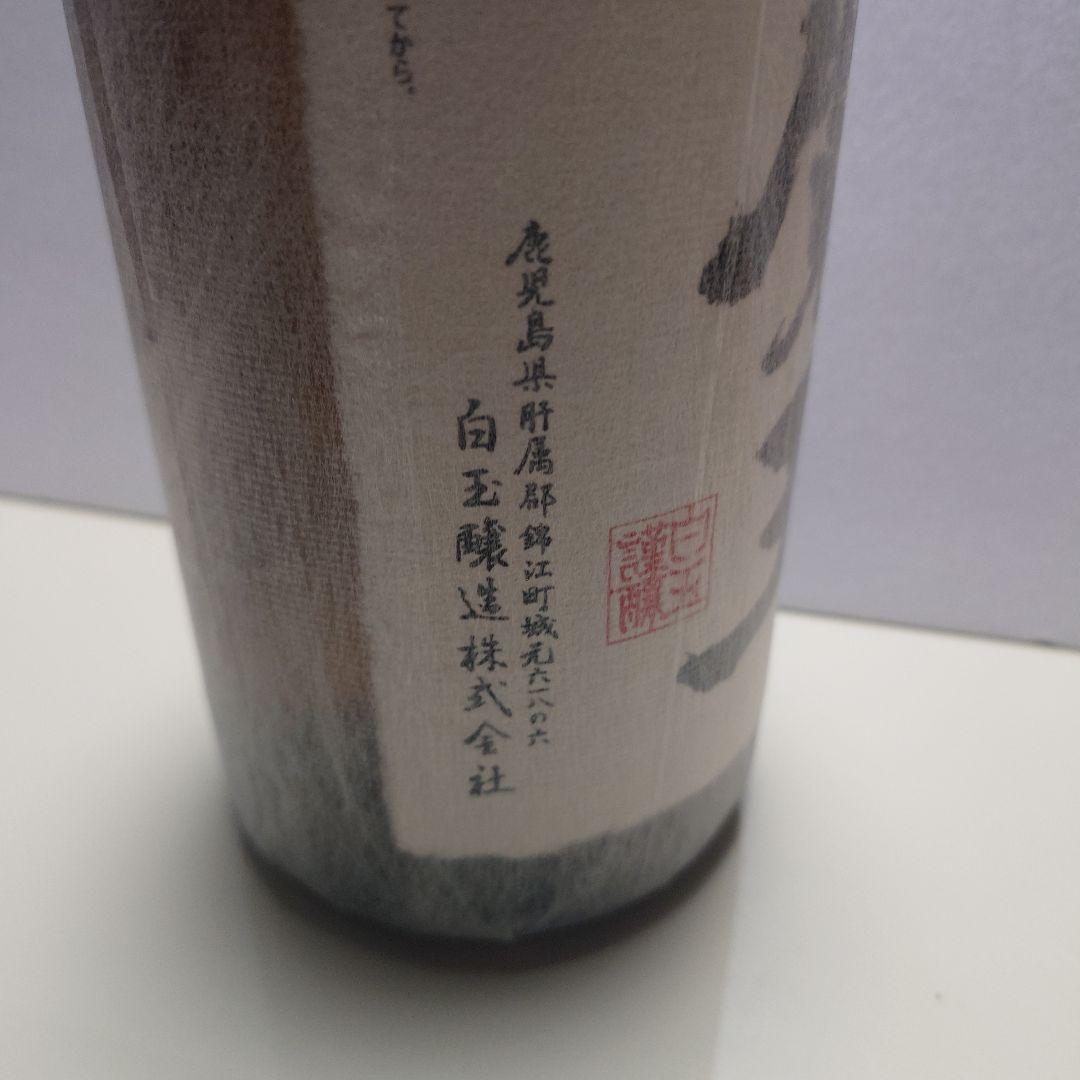 白玉
謹醸
鹿児島県肝属郡錦江町城元六一八の六
白玉醸造株式会社
てから。